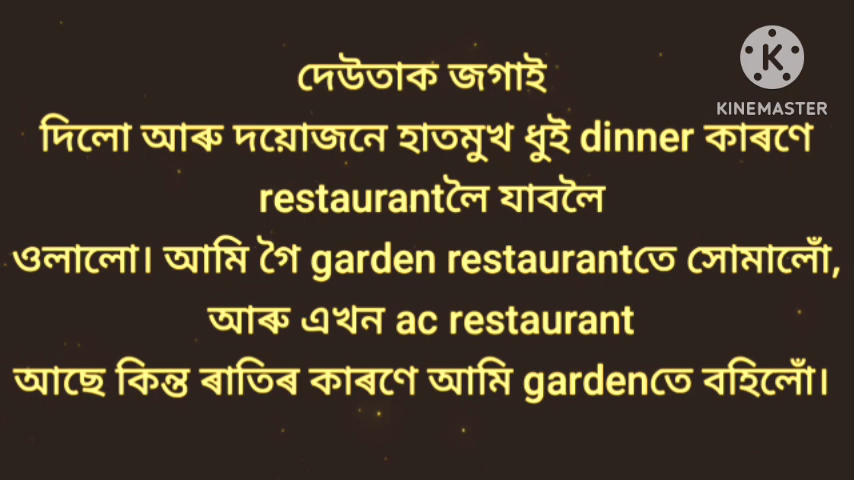 দেউতাক জগাই
KINEMASTER
দিলো আৰু দয়োজনে হাতমুখ ধুই dinner কাৰণে
restaurantলৈ যাবলৈ
ওলালো। আমি গৈ garden restaurantতে সোমালোঁ,
আৰু এখন ac restaurant
আছে কিন্ত ৰাতিৰ কাৰণে আমি gardenতে বহিলোঁ।